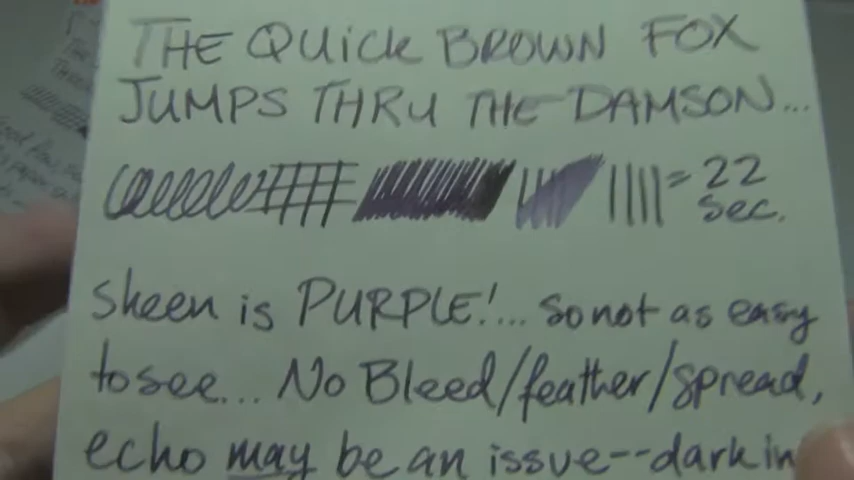 THE QUICK BROWN FOX
JUMPS THRU THE DAMSON...
= 22
Sec.
Sheen is PURPLE!... so not as easy
to see... No Bleed/feather/spread,
echo may be an issue--dark in